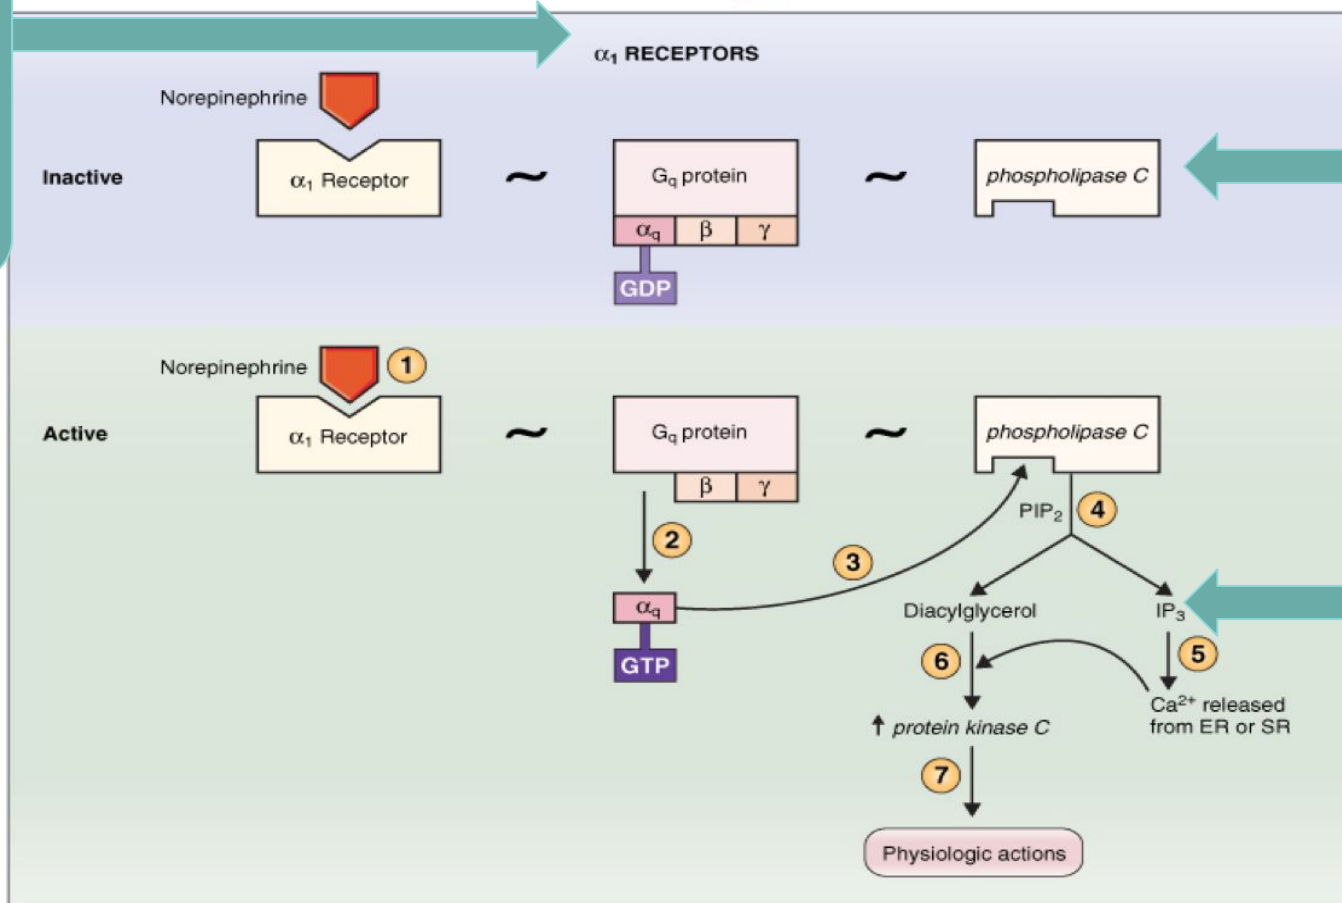 α₁ RECEPTORS
Norepinephrine
Inactive
α₁ Receptor
~
Gq protein
~
phospholipase C
αq β γ
GDP
Norepinephrine
1
Active
α₁ Receptor
~
Gq protein
~
phospholipase C
β γ
PIP₂
4
2
3
αq
Diacylglycerol
IP₃
GTP
6
5
Ca²⁺ released
from ER or SR
↑ protein kinase C
7
Physiologic actions